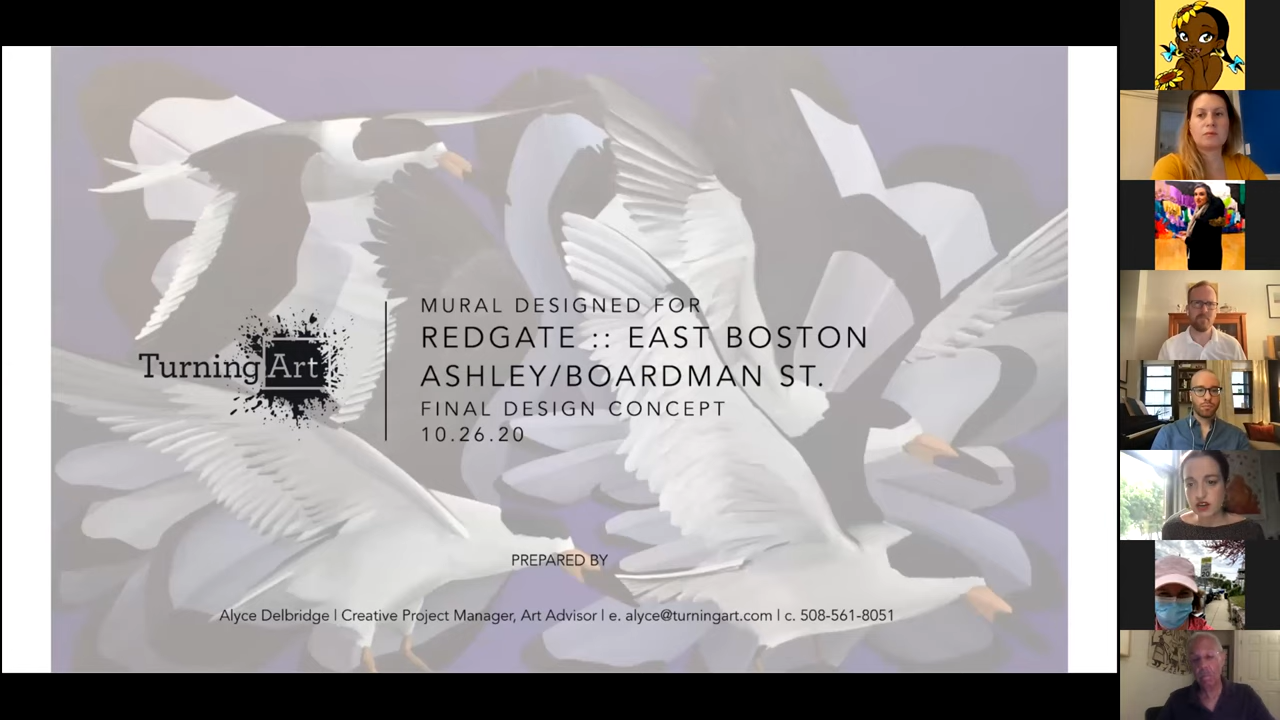 MURAL DESIGNED FOR
REDGATE :: EAST BOSTON
TurningArt
ASHLEY/BOARDMAN ST.
FINAL DESIGN CONCEPT
10.26.20
PREPARED BY
Alyce Delbridge | Creative Project Manager, Art Advisor | e. alyce@turningart.com | c. 508-561-8051